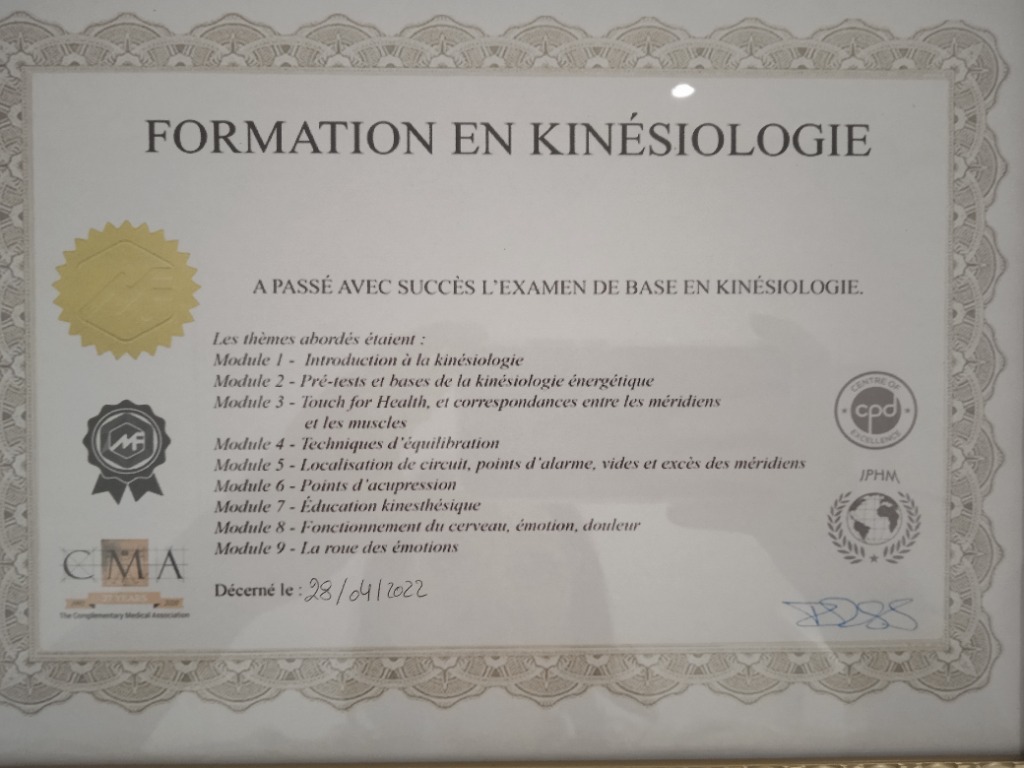 FORMATION EN KINÉSIOLOGIE
A PASSÉ AVEC SUCCÈS L'EXAMEN DE BASE EN KINÉSIOLOGIE.
Les thèmes abordés étaient :
Module 1 - Introduction à la kinésiologie
Module 2 - Pré-tests et bases de la kinésiologie énergétique
Module 3 - Touch for Health, et correspondances entre les méridiens
et les muscles
Module 4 - Techniques d'équilibration
Module 5 - Localisation de circuit, points d'alarme, vides et excès des méridiens
Module 6 - Points d'acupression
Module 7 - Éducation kinesthésique
Module 8 - Fonctionnement du cerveau, émotion, douleur
Module 9 - La roue des émotions
Décerné le : 28/04/2022
MF
CMA
YEARS
The Complementary Medical Association
CENTRE OF
cpd
EXCELLENCE
IPHM